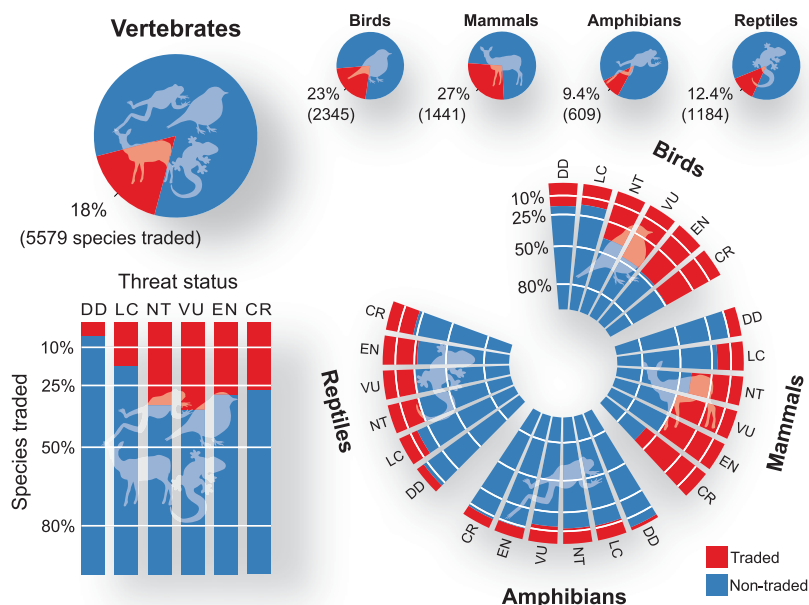 Vertebrates
18%
(5579 species traded)
Birds
23%
(2345)
Mammals
27%
(1441)
Amphibians
9.4%
(609)
Reptiles
12.4%
(1184)
Threat status
DD LC NT VU EN CR
Species traded
10%
25%
50%
80%
Birds
DD
LC
NT
VU
EN
CR
10%
25%
50%
80%
Mammals
DD
LC
NT
VU
EN
CR
Amphibians
DD
LC
NT
VU
EN
CR
Reptiles
DD
LC
NT
VU
EN
CR
Traded
Non-traded